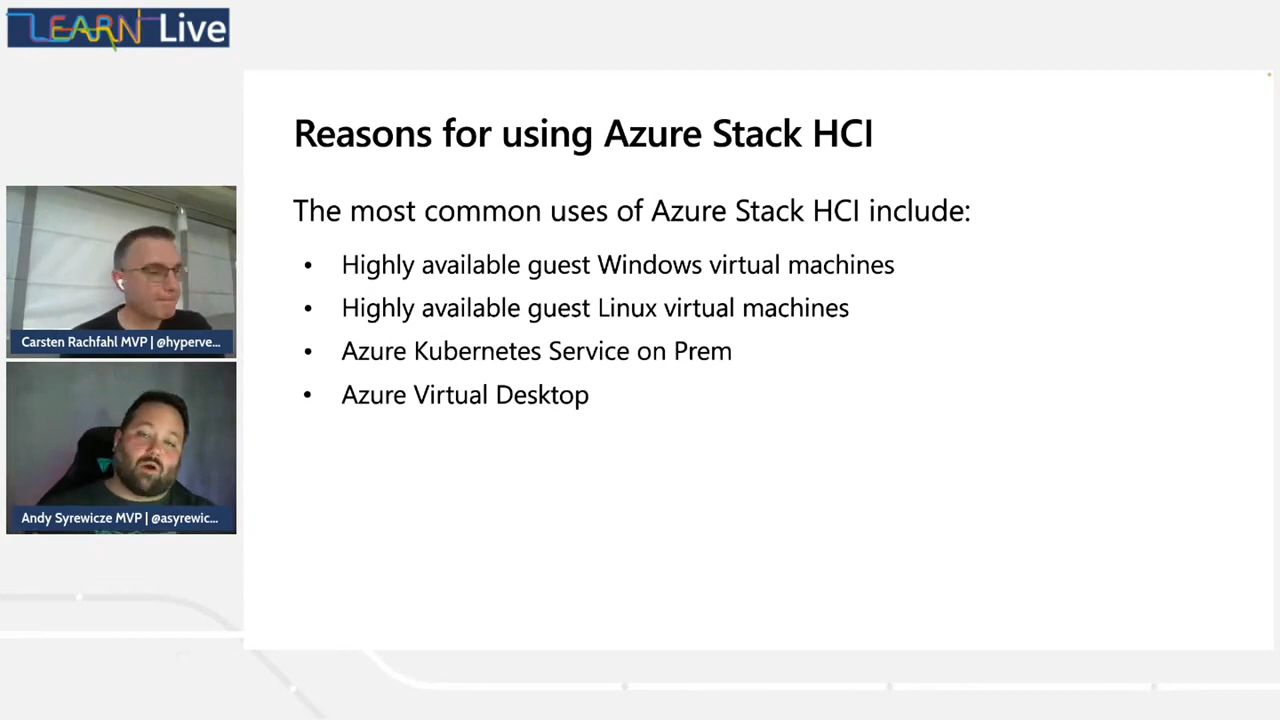 LEARN Live
Reasons for using Azure Stack HCI
The most common uses of Azure Stack HCI include:
• Highly available guest Windows virtual machines
• Highly available guest Linux virtual machines
• Azure Kubernetes Service on Prem
• Azure Virtual Desktop
Carsten Rachfahl MVP | @hyperve...
Andy Syrewicze MVP | @asyrewic...